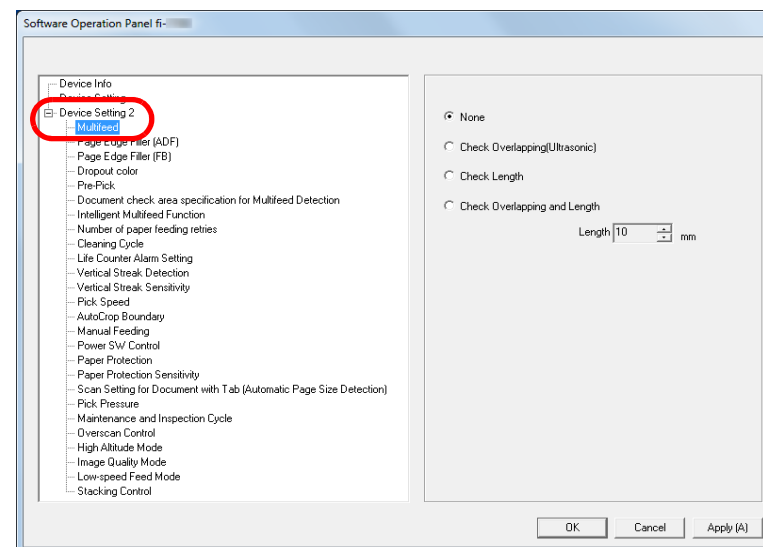 Software Operation Panel fi-
Device Info
Device Setting
Device Setting 2
Multifeed
Page Edge Filler (ADF)
Page Edge Filler (FB)
Dropout color
Pre-Pick
Document check area specification for Multifeed Detection
Intelligent Multifeed Function
Number of paper feeding retries
Cleaning Cycle
Life Counter Alarm Setting
Vertical Streak Detection
Vertical Streak Sensitivity
Pick Speed
AutoCrop Boundary
Manual Feeding
Power SW Control
Paper Protection
Paper Protection Sensitivity
Scan Setting for Document with Tab (Automatic Page Size Detection)
Pick Pressure
Maintenance and Inspection Cycle
Overscan Control
High Altitude Mode
Image Quality Mode
Low-speed Feed Mode
Stacking Control
None
Check Overlapping(Ultrasonic)
Check Length
Check Overlapping and Length
Length 10 mm
OK Cancel Apply (A)